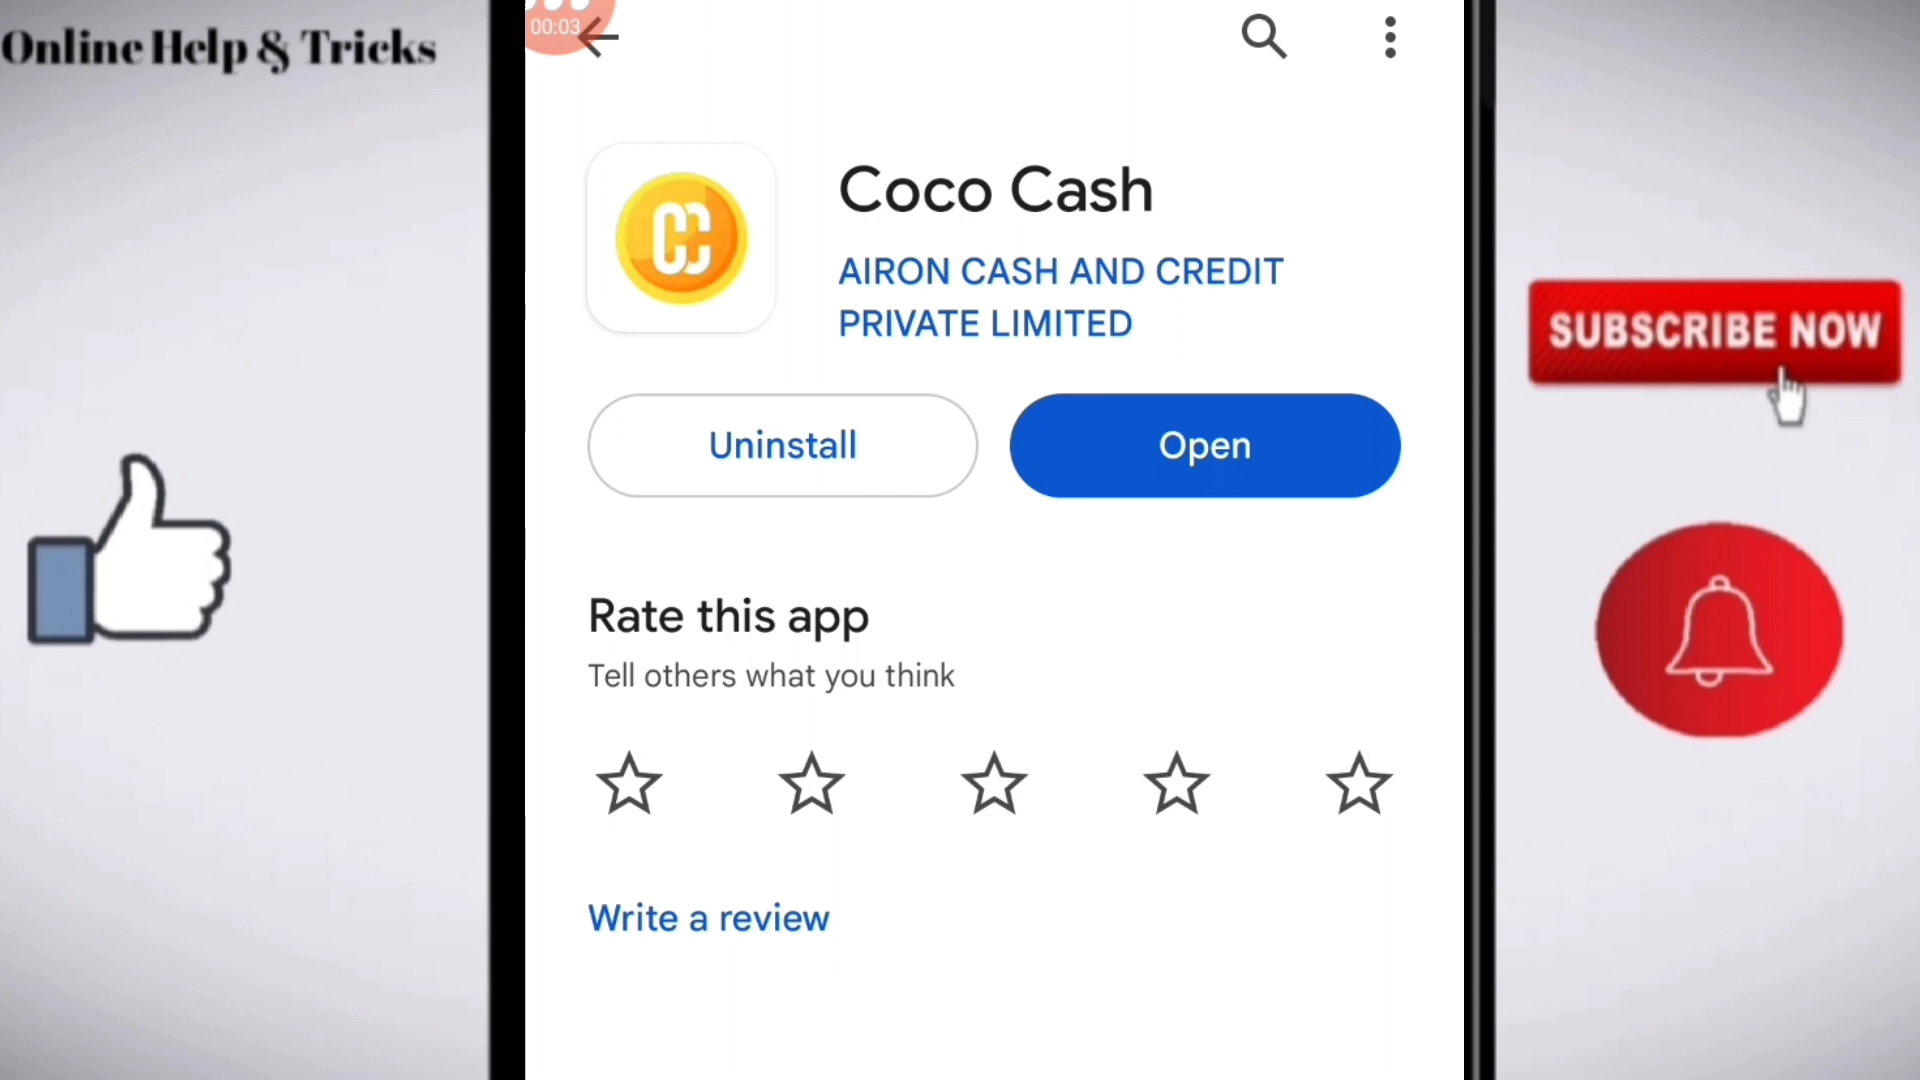 Online Help & Tricks
00:03
CC
Coco Cash
AIRON CASH AND CREDIT
PRIVATE LIMITED
Uninstall
Open
SUBSCRIBE NOW
Rate this app
Tell others what you think
Write a review